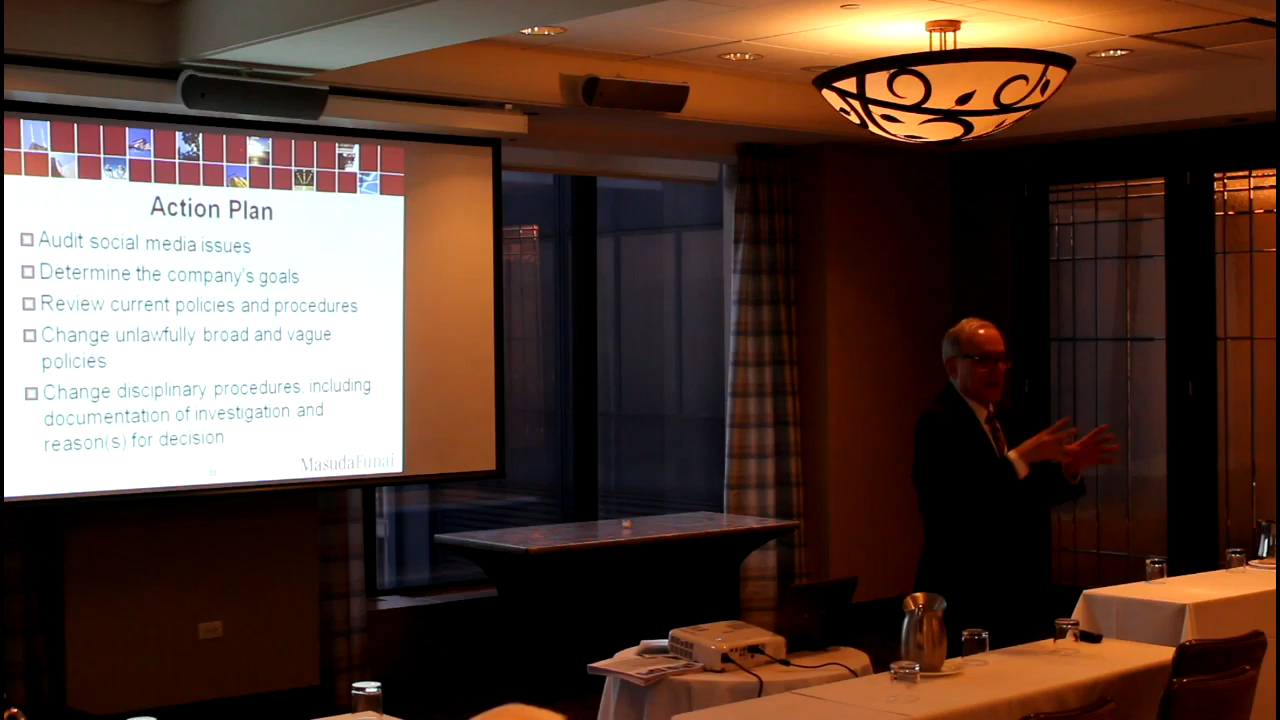 Action Plan
Audit social media issues
Determine the company's goals
Review current policies and procedures
Change unlawfully broad and vague
policies
Change disciplinary procedures, including
documentation of investigation and
reason(s) for decision
MasudaFunai